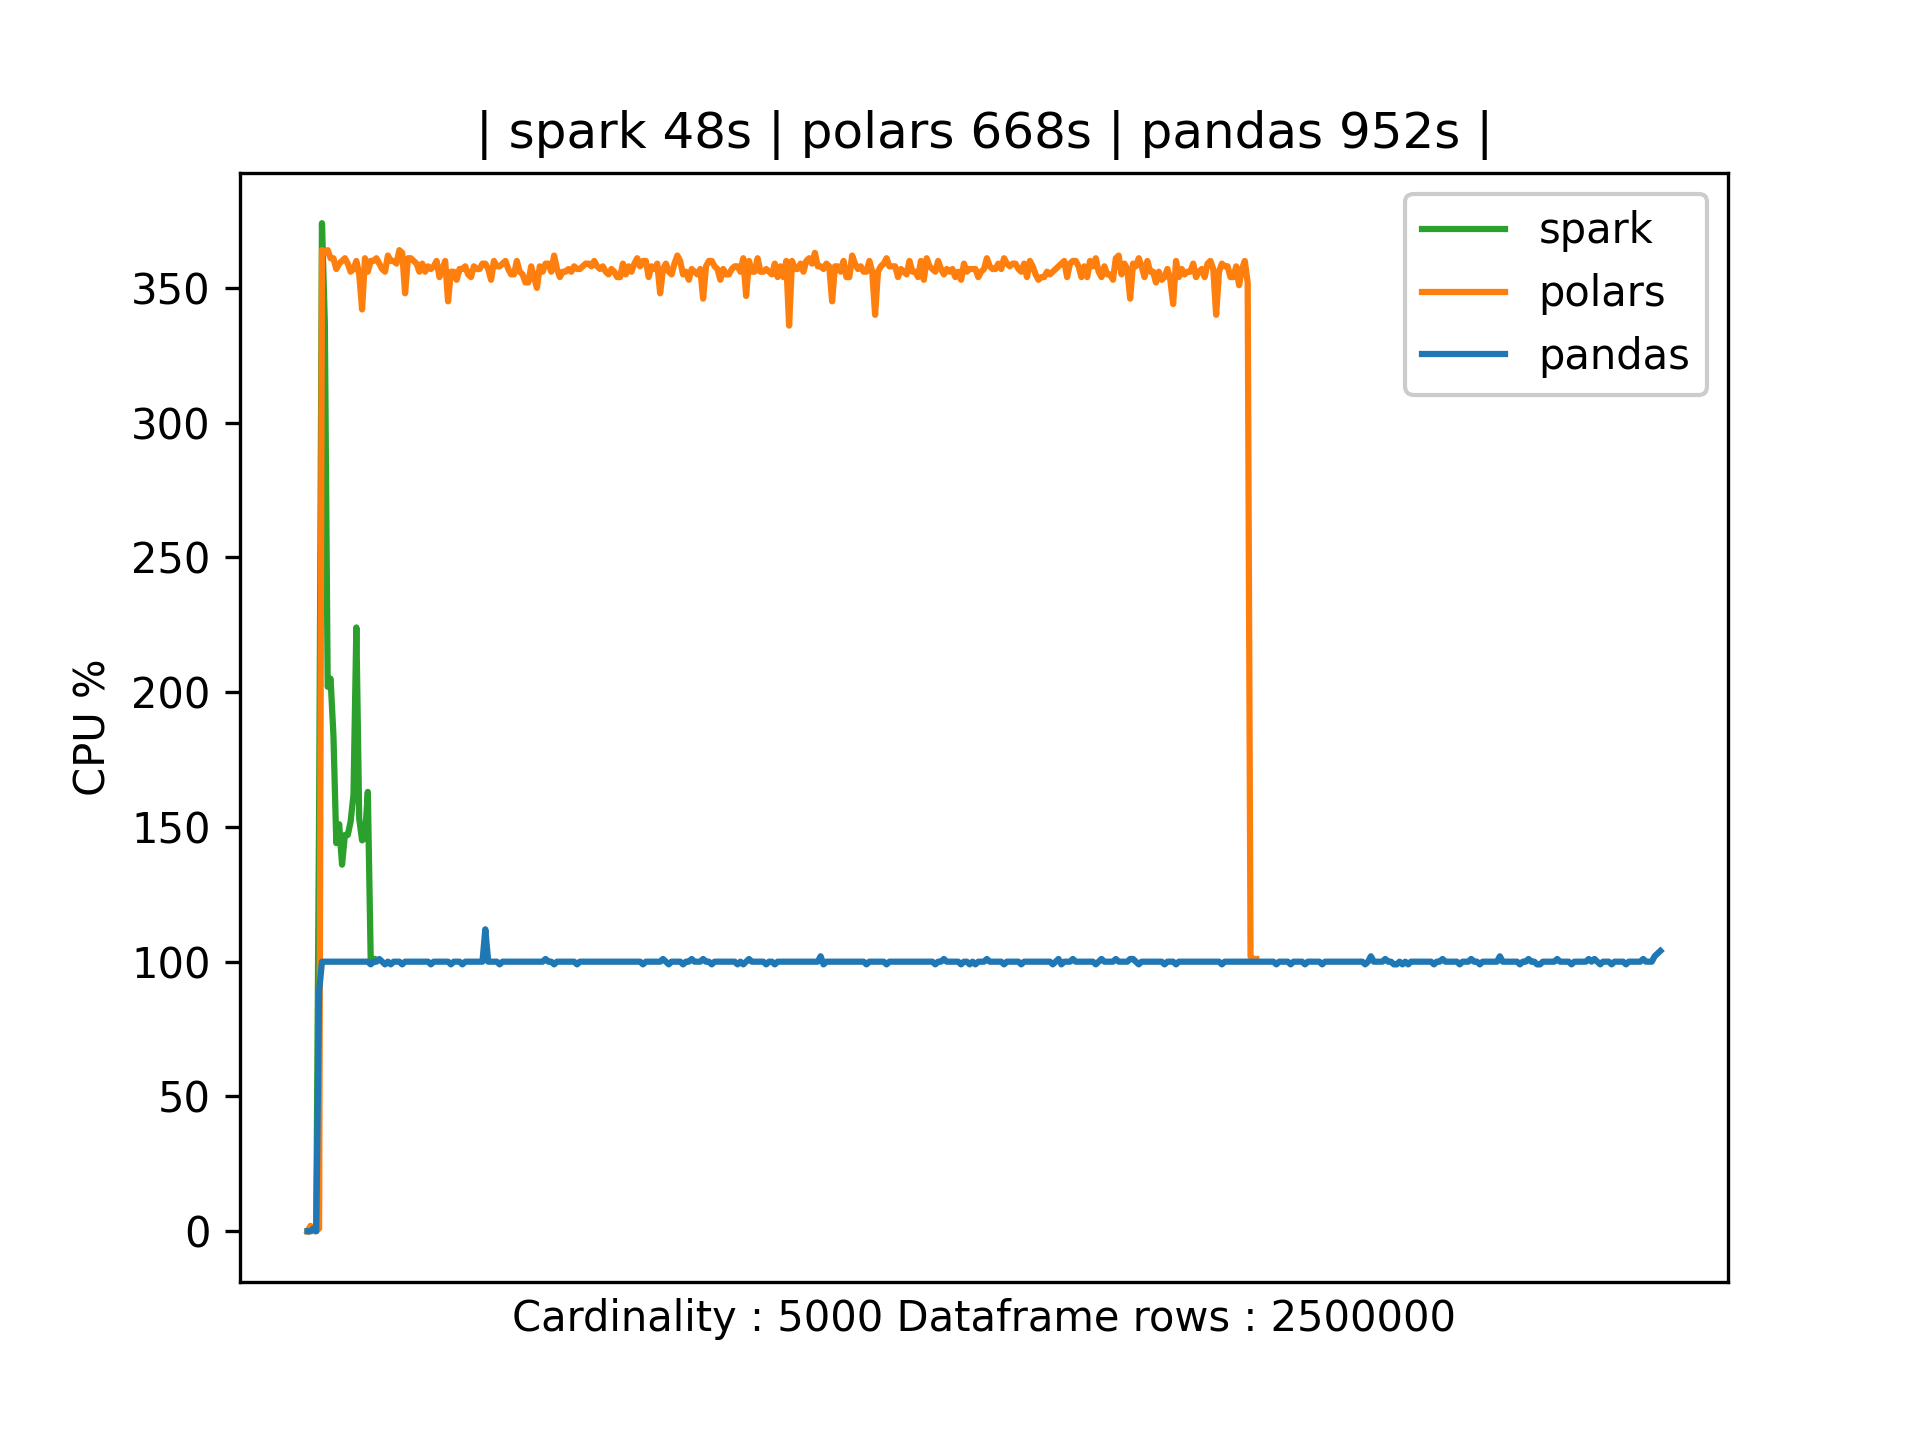 | spark 48s | polars 668s | pandas 952s |
spark
polars
pandas
350
300
250
200
150
100
50
0
CPU %
Cardinality : 5000 Dataframe rows : 2500000